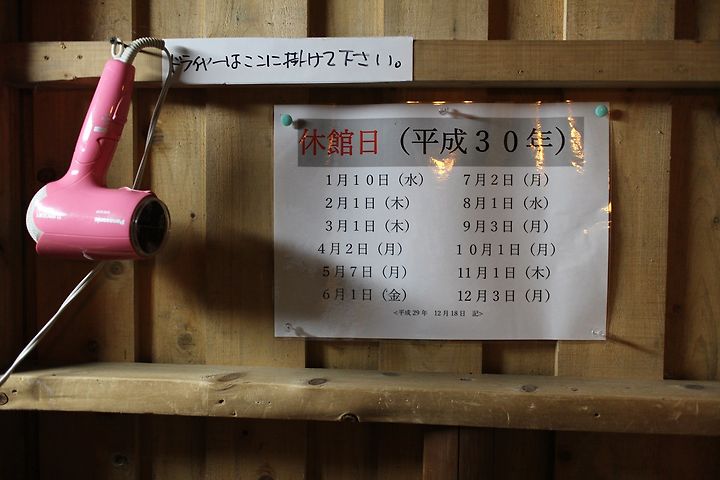 ドライヤーはここに掛けて下さい。
休館日（平成３０年）
１月１０日（水） ７月２日（月）
２月１日（木） ８月１日（水）
３月１日（木） ９月３日（月）
４月２日（月） １０月１日（月）
５月７日（月） １１月１日（木）
６月１日（金） １２月３日（月）
<平成29年　12月18日　記>
Panasonic